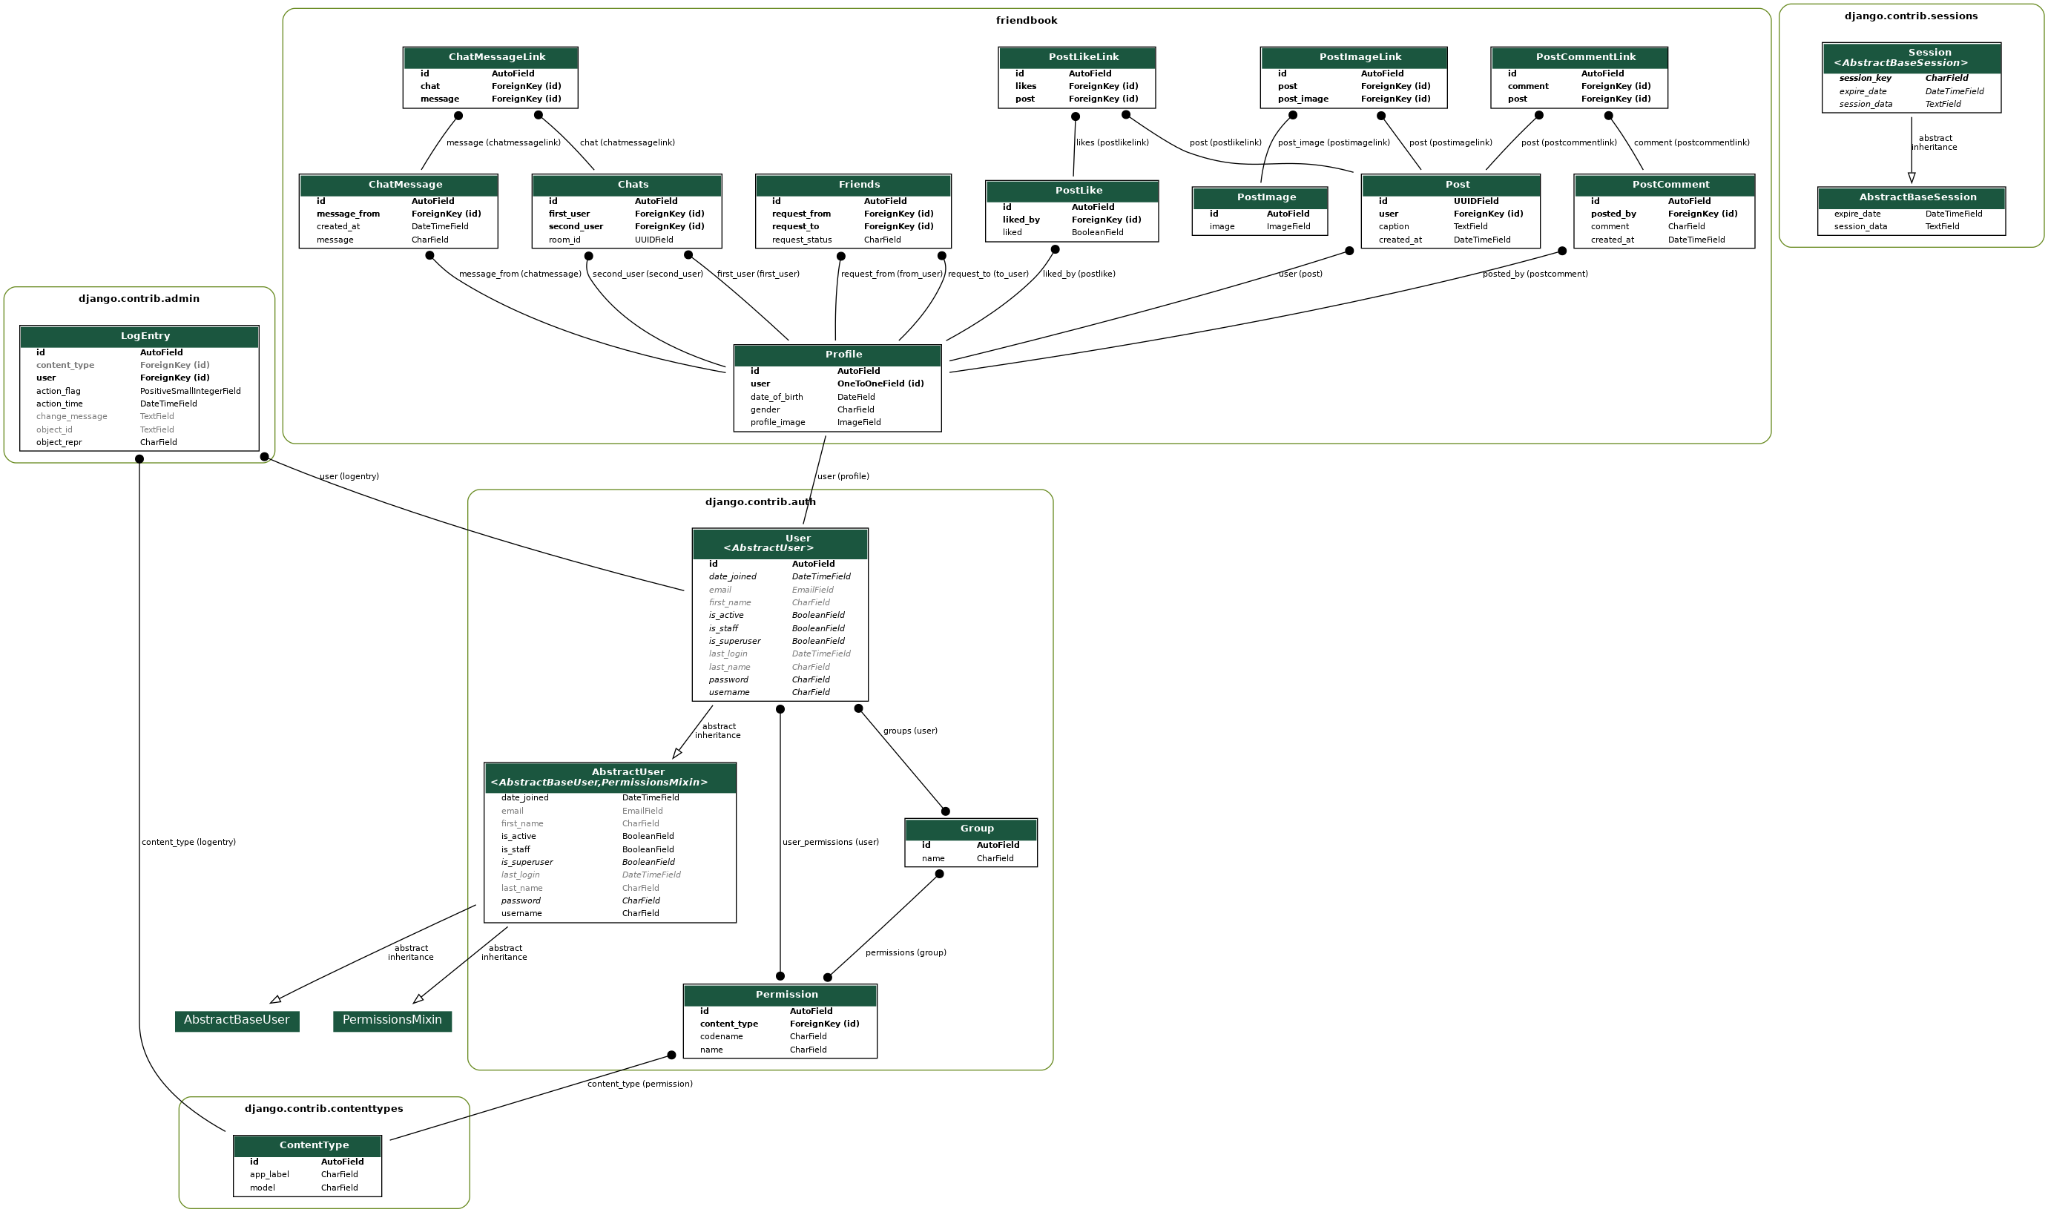 friendbook
django.contrib.sessions
ChatMessageLink
id AutoField
chat ForeignKey (id)
message ForeignKey (id)
PostLikeLink
id AutoField
likes ForeignKey (id)
post ForeignKey (id)
PostImageLink
id AutoField
post ForeignKey (id)
post_image ForeignKey (id)
PostCommentLink
id AutoField
comment ForeignKey (id)
post ForeignKey (id)
Session
<AbstractBaseSession>
session_key CharField
expire_date DateTimeField
session_data TextField
message (chatmessagelink)
chat (chatmessagelink)
likes (postlikelink)
post (postlikelink)
post_image (postimagelink)
post (postimagelink)
post (postcommentlink)
comment (postcommentlink)
abstract
inheritance
ChatMessage
id AutoField
message_from ForeignKey (id)
created_at DateTimeField
message CharField
Chats
id AutoField
first_user ForeignKey (id)
second_user ForeignKey (id)
room_id UUIDField
Friends
id AutoField
request_from ForeignKey (id)
request_to ForeignKey (id)
request_status CharField
PostLike
id AutoField
liked_by ForeignKey (id)
liked BooleanField
PostImage
id AutoField
image ImageField
Post
id UUIDField
user ForeignKey (id)
caption TextField
created_at DateTimeField
PostComment
id AutoField
posted_by ForeignKey (id)
comment CharField
created_at DateTimeField
AbstractBaseSession
expire_date DateTimeField
session_data TextField
message_from (chatmessage)
second_user (second_user)
first_user (first_user)
request_from (from_user)
request_to (to_user)
liked_by (postlike)
user (post)
posted_by (postcomment)
django.contrib.admin
LogEntry
id AutoField
content_type ForeignKey (id)
user ForeignKey (id)
action_flag PositiveSmallIntegerField
action_time DateTimeField
change_message TextField
object_id TextField
object_repr CharField
Profile
id AutoField
user OneToOneField (id)
date_of_birth DateField
gender CharField
profile_image ImageField
user (logentry)
user (profile)
django.contrib.auth
User
<AbstractUser>
id AutoField
date_joined DateTimeField
email EmailField
first_name CharField
is_active BooleanField
is_staff BooleanField
is_superuser BooleanField
last_login DateTimeField
last_name CharField
password CharField
username CharField
abstract
inheritance
groups (user)
AbstractUser
<AbstractBaseUser,PermissionsMixin>
date_joined DateTimeField
email EmailField
first_name CharField
is_active BooleanField
is_staff BooleanField
is_superuser BooleanField
last_login DateTimeField
last_name CharField
password CharField
username CharField
content_type (logentry)
user_permissions (user)
Group
id AutoField
name CharField
abstract
inheritance
abstract
inheritance
permissions (group)
AbstractBaseUser
PermissionsMixin
Permission
id AutoField
content_type ForeignKey (id)
codename CharField
name CharField
content_type (permission)
django.contrib.contenttypes
ContentType
id AutoField
app_label CharField
model CharField